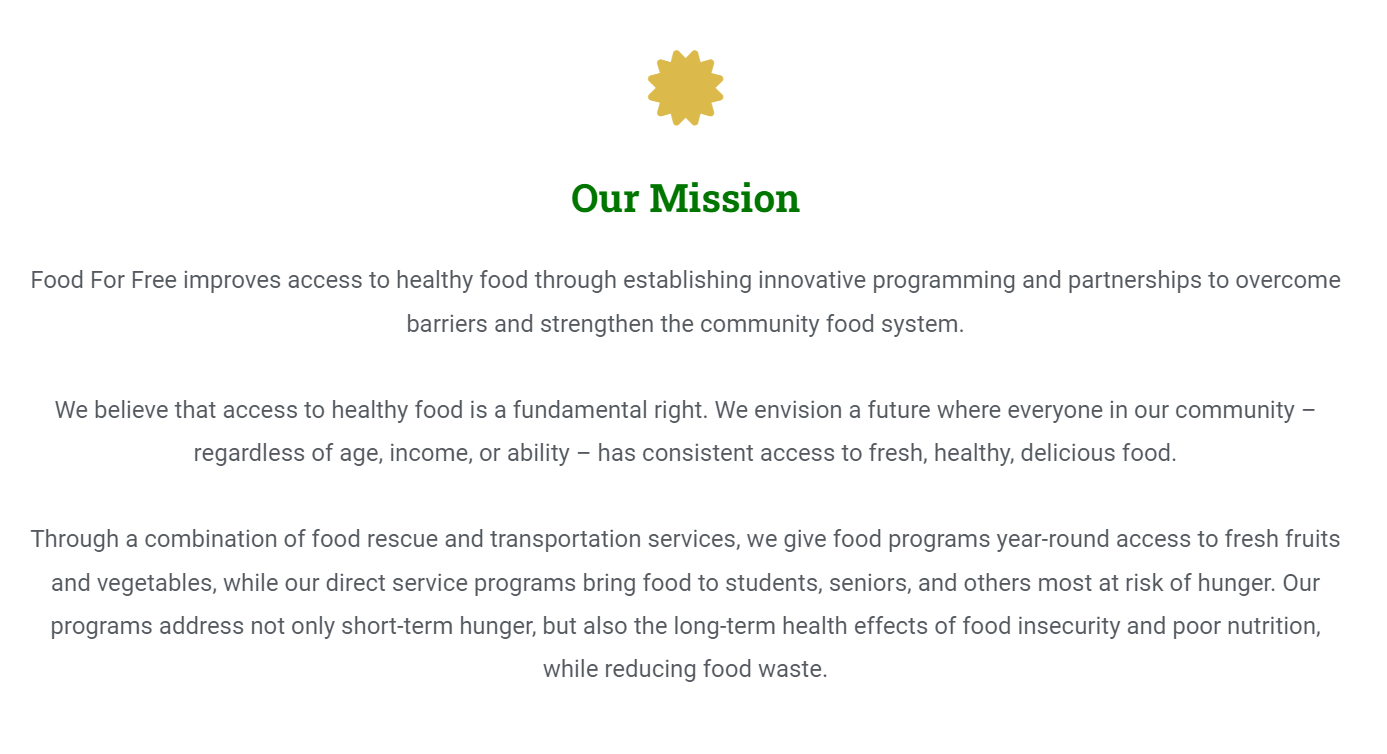 Our Mission
Food For Free improves access to healthy food through establishing innovative programming and partnerships to overcome
barriers and strengthen the community food system.
We believe that access to healthy food is a fundamental right. We envision a future where everyone in our community –
regardless of age, income, or ability – has consistent access to fresh, healthy, delicious food.
Through a combination of food rescue and transportation services, we give food programs year-round access to fresh fruits
and vegetables, while our direct service programs bring food to students, seniors, and others most at risk of hunger. Our
programs address not only short-term hunger, but also the long-term health effects of food insecurity and poor nutrition,
while reducing food waste.